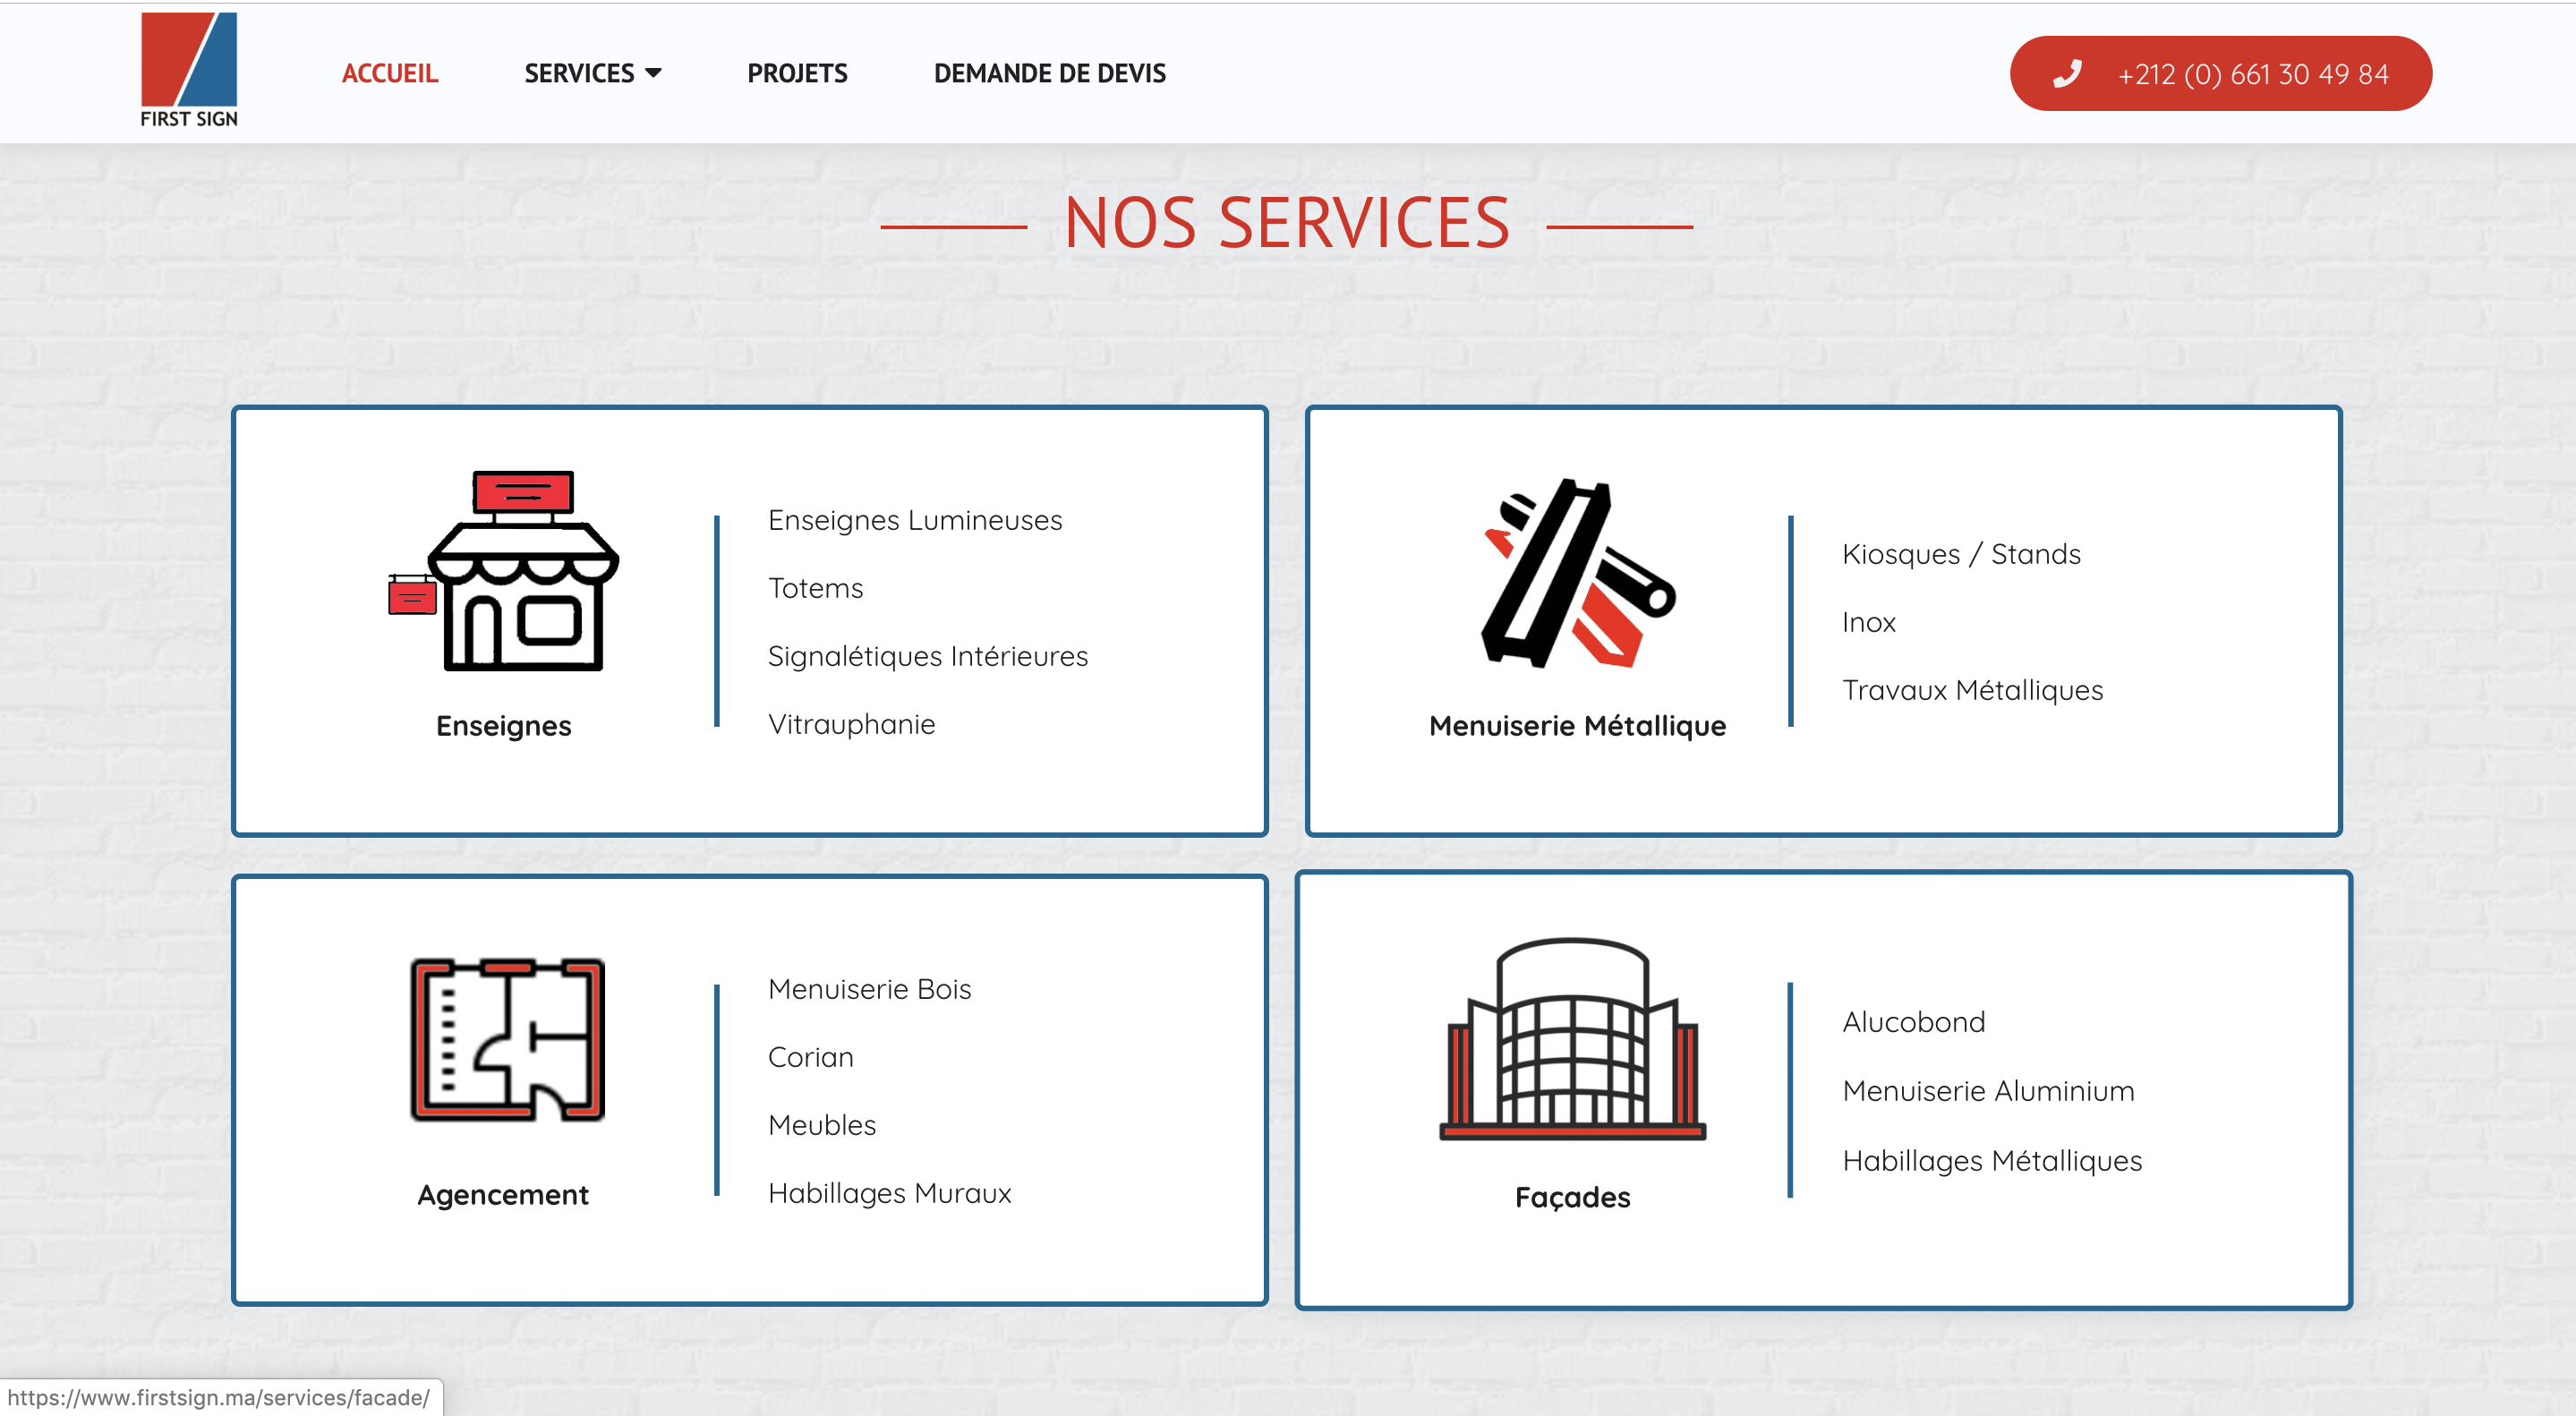 FIRST SIGN
ACCUEIL
SERVICES
PROJETS
DEMANDE DE DEVIS
+212 (0) 661 30 49 84
NOS SERVICES
Enseignes
Enseignes Lumineuses
Totems
Signalétiques Intérieures
Vitrauphanie
Menuiserie Métallique
Kiosques / Stands
Inox
Travaux Métalliques
Agencement
Menuiserie Bois
Corian
Meubles
Habillages Muraux
Façades
Alucobond
Menuiserie Aluminium
Habillages Métalliques
https://www.firstsign.ma/services/facade/